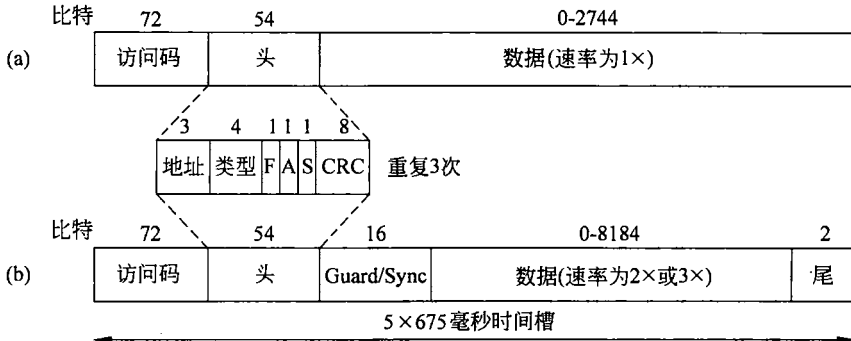 比特 72 54 0-2744
(a) 访问码 头 数据(速率为1×)
3 4 1 1 1 8
地址 类型 F A S CRC 重复3次
比特 72 54 16 0-8184 2
(b) 访问码 头 Guard/Sync 数据(速率为2×或3×) 尾
5×675毫秒时间槽